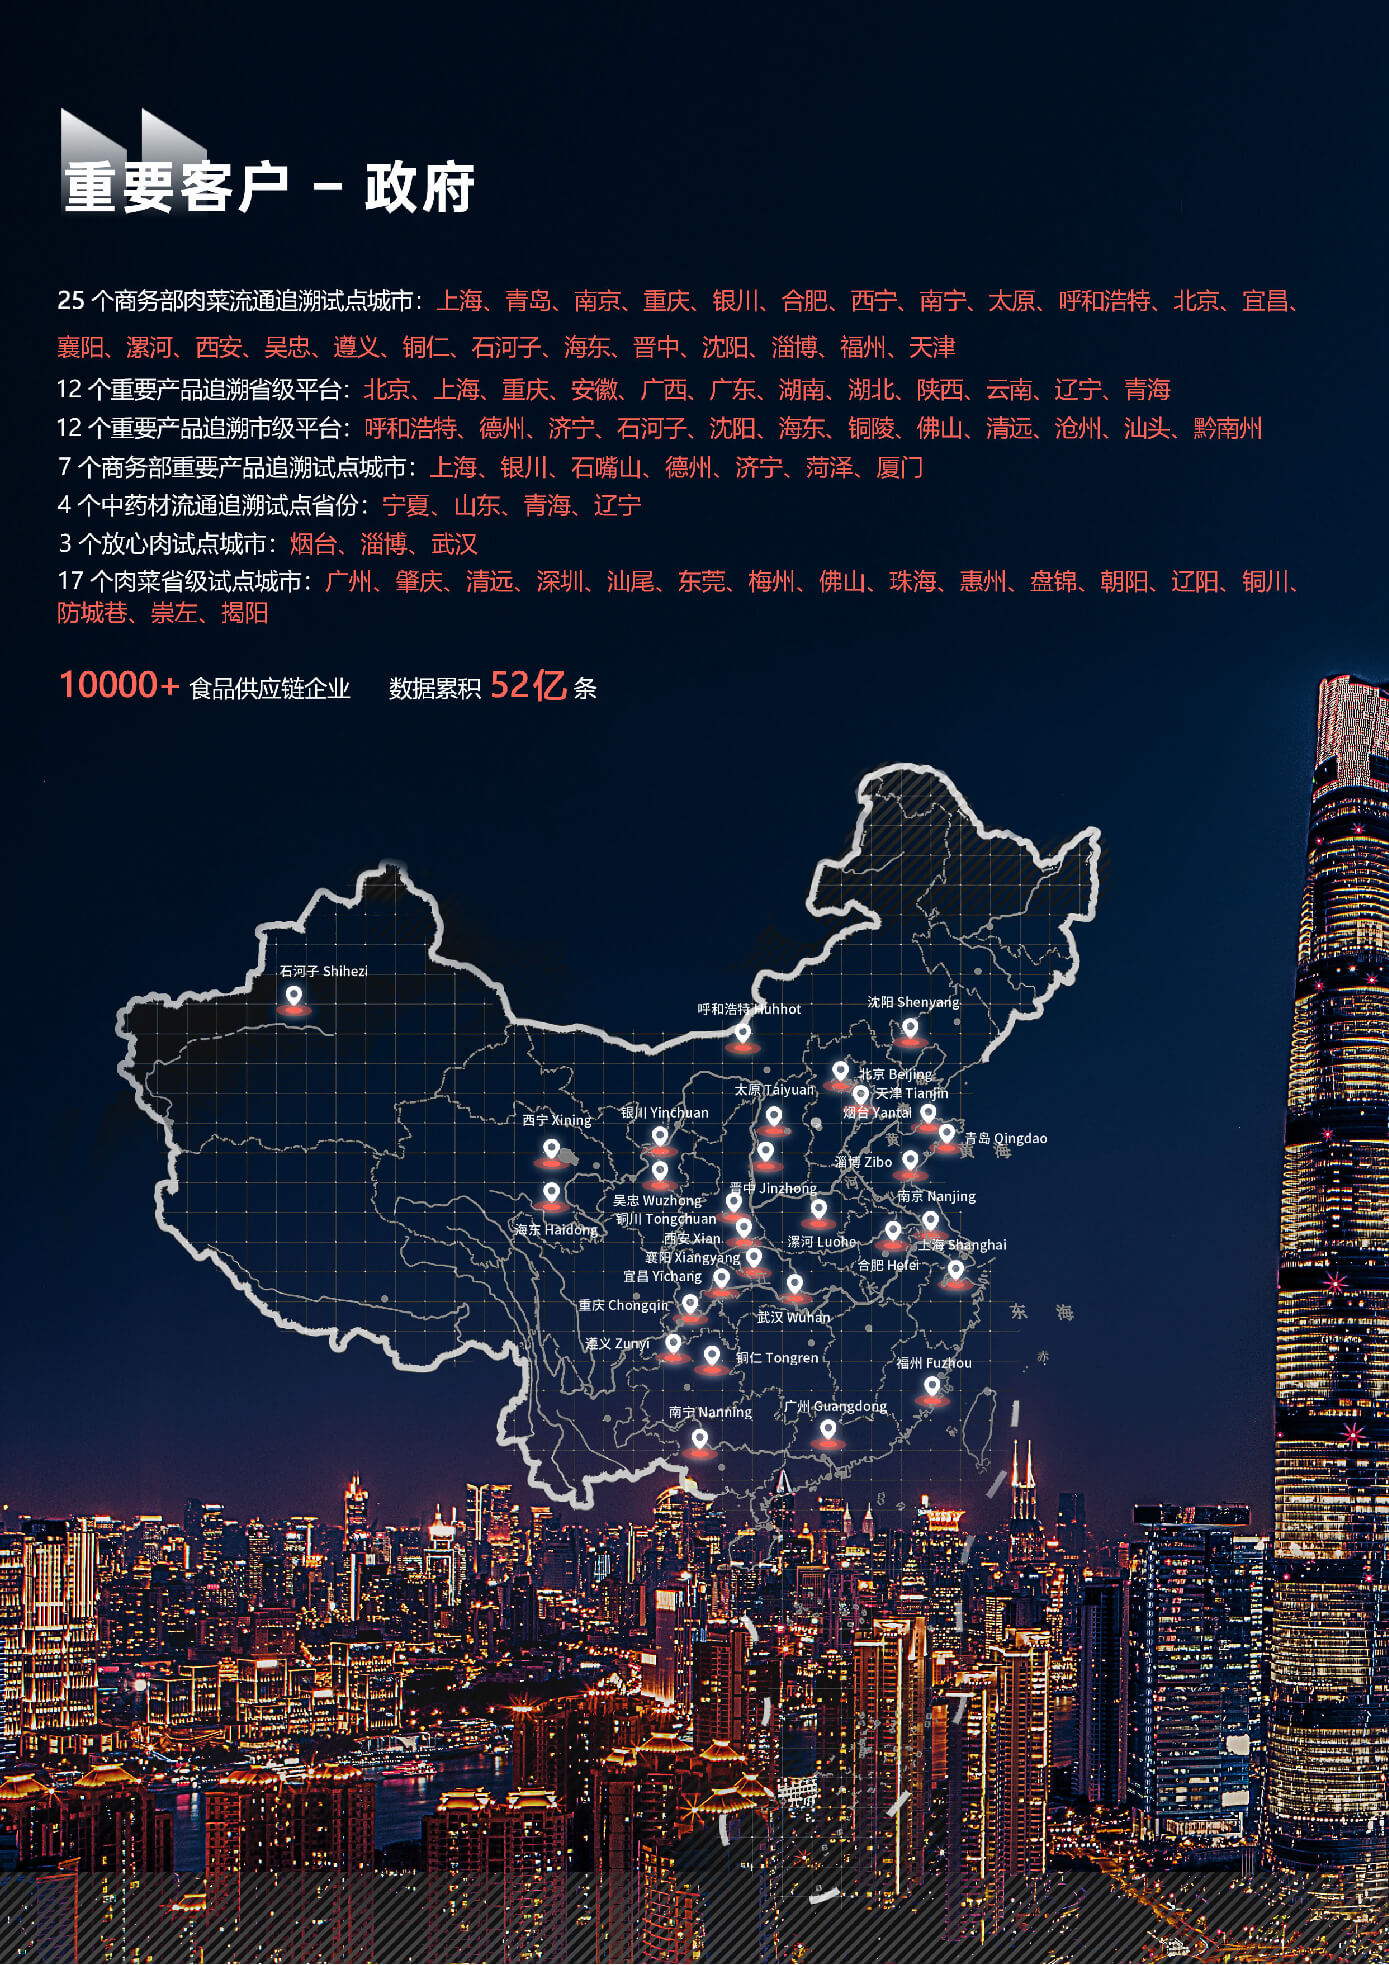 重要客户 – 政府
25 个商务部肉菜流通追溯试点城市：上海、青岛、南京、重庆、银川、合肥、西宁、南宁、太原、呼和浩特、北京、宜昌、
襄阳、漯河、西安、吴忠、遵义、铜仁、石河子、海东、晋中、沈阳、淄博、福州、天津
12 个重要产品追溯省级平台：北京、上海、重庆、安徽、广西、广东、湖南、湖北、陕西、云南、辽宁、青海
12 个重要产品追溯市级平台：呼和浩特、德州、济宁、石河子、沈阳、海东、铜陵、佛山、清远、沧州、汕头、黔南州
7 个商务部重要产品追溯试点城市：上海、银川、石嘴山、德州、济宁、菏泽、厦门
4 个中药材流通追溯试点省份：宁夏、山东、青海、辽宁
3 个放心肉试点城市：烟台、淄博、武汉
17 个肉菜省级试点城市：广州、肇庆、清远、深圳、汕尾、东莞、梅州、佛山、珠海、惠州、盘锦、朝阳、辽阳、铜川、
防城巷、崇左、揭阳
10000+ 食品供应链企业 数据累积 52亿 条
石河子 Shihezi
呼和浩特 Huhhot
沈阳 Shenyang
北京 Beijing
太原 Taiyuan
天津 Tianjin
烟台 Yantai
西宁 Xining
银川 Yinchuan
青岛 Qingdao
黄 海
淄博 Zibo
晋中 Jinzhong
南京 Nanjing
吴忠 Wuzhong
铜川 Tongchuan
海东 Haidong
西安 Xian
漯河 Luohe
上海 Shanghai
襄阳 Xiangyang
合肥 Hefei
宜昌 Yichang
重庆 Chongqin
东 海
武汉 Wuhan
遵义 Zunyi
铜仁 Tongren
赤
福州 Fuzhou
南宁 Nanning
广州 Guangdong